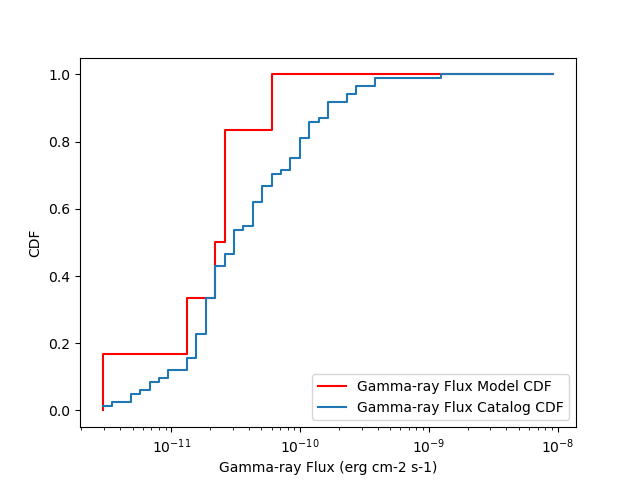 1.0
0.8
0.6
0.4
0.2
0.0
CDF
10⁻¹¹
10⁻¹⁰
10⁻⁹
10⁻⁸
Gamma-ray Flux (erg cm-2 s-1)
Gamma-ray Flux Model CDF
Gamma-ray Flux Catalog CDF